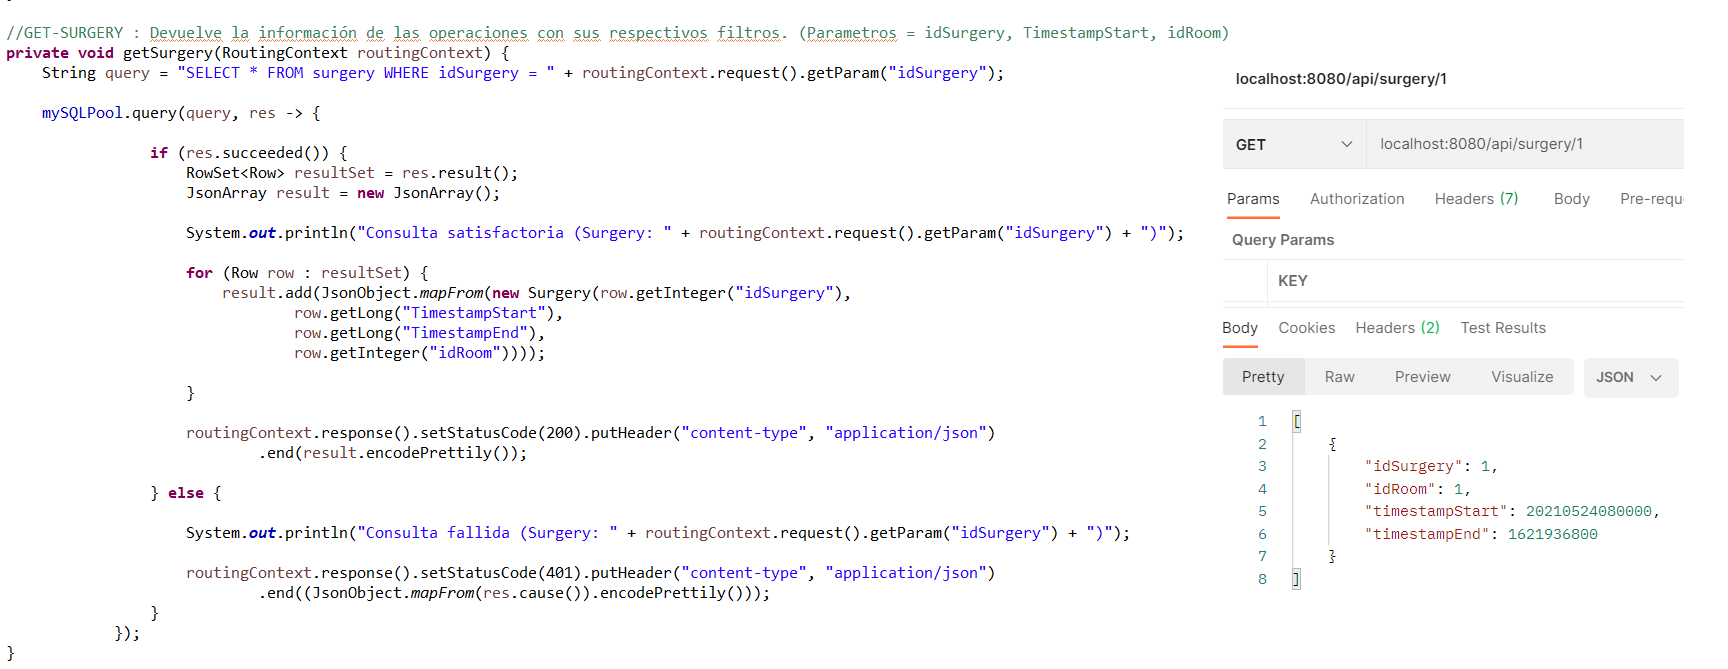 //GET-SURGERY : Devuelve la información de las operaciones con sus respectivos filtros. (Parametros = idSurgery, TimestampStart, idRoom)
private void getSurgery(RoutingContext routingContext) {
    String query = "SELECT * FROM surgery WHERE idSurgery = " + routingContext.request().getParam("idSurgery");
    mySQLPool.query(query, res -> {
                if (res.succeeded()) {
                    RowSet<Row> resultSet = res.result();
                    JsonArray result = new JsonArray();
                    System.out.println("Consulta satisfactoria (Surgery: " + routingContext.request().getParam("idSurgery") + ")");
                    for (Row row : resultSet) {
                        result.add(JsonObject.mapFrom(new Surgery(row.getInteger("idSurgery"),
                                row.getLong("TimestampStart"),
                                row.getLong("TimestampEnd"),
                                row.getInteger("idRoom"))));
                    }
                    routingContext.response().setStatusCode(200).putHeader("content-type", "application/json")
                            .end(result.encodePrettily());
                } else {
                    System.out.println("Consulta fallida (Surgery: " + routingContext.request().getParam("idSurgery") + ")");
                    routingContext.response().setStatusCode(401).putHeader("content-type", "application/json")
                            .end((JsonObject.mapFrom(res.cause()).encodePrettily()));
                }
            });
}
localhost:8080/api/surgery/1
GET localhost:8080/api/surgery/1
Params Authorization Headers (7) Body Pre-requ
Query Params
KEY
Body Cookies Headers (2) Test Results
Pretty Raw Preview Visualize JSON
1 [
2     {
3         "idSurgery": 1,
4         "idRoom": 1,
5         "timestampStart": 20210524080000,
6         "timestampEnd": 1621936800
7     }
8 ]